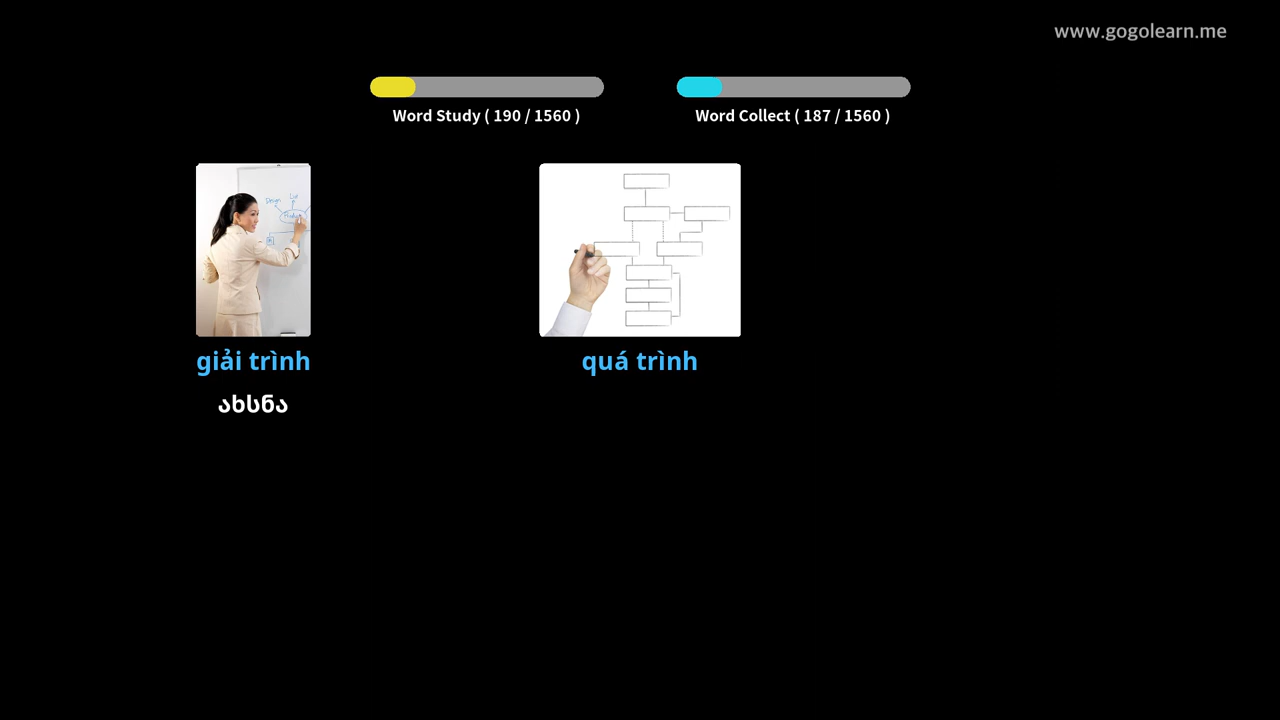 www.gogolearn.me
Word Study ( 190 / 1560 )
Word Collect ( 187 / 1560 )
giải trình
ახსნა
quá trình